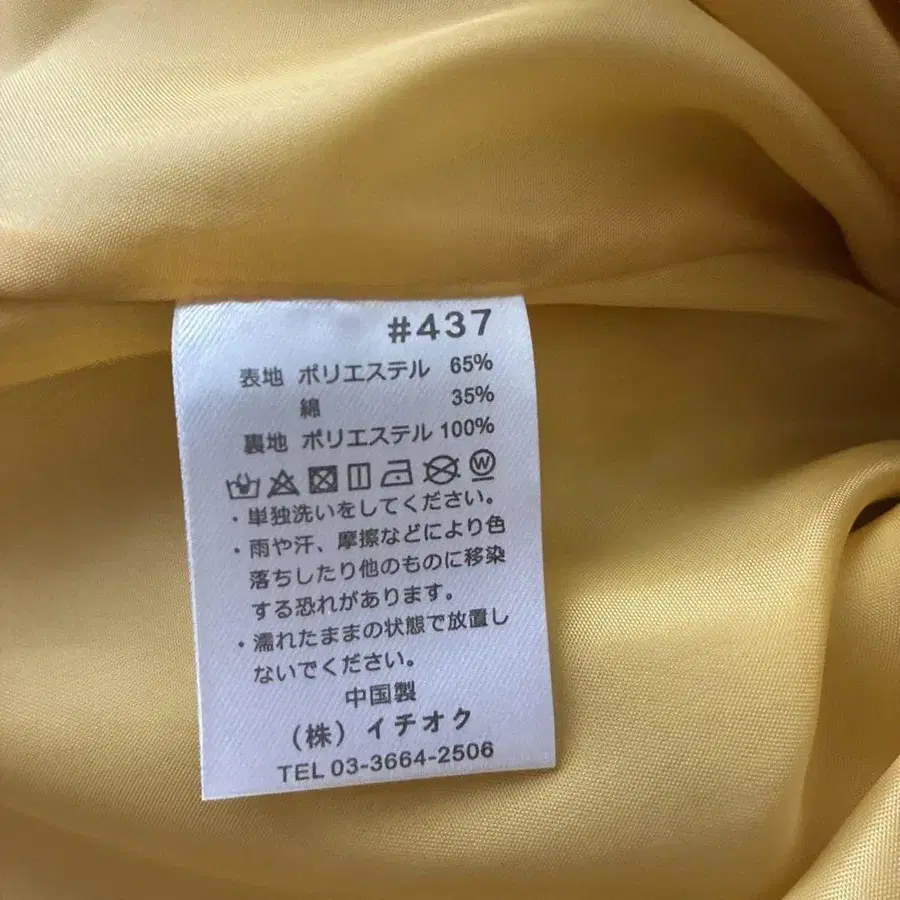 #437
表地 ポリエステル 65%
綿 35%
裏地 ポリエステル 100%
W
・単独洗いをしてください。
・雨や汗、摩擦などにより色
落ちしたり他のものに移染
する恐れがあります。
・濡れたままの状態で放置し
ないでください。
中国製
(株)イチオク
TEL 03-3664-2506